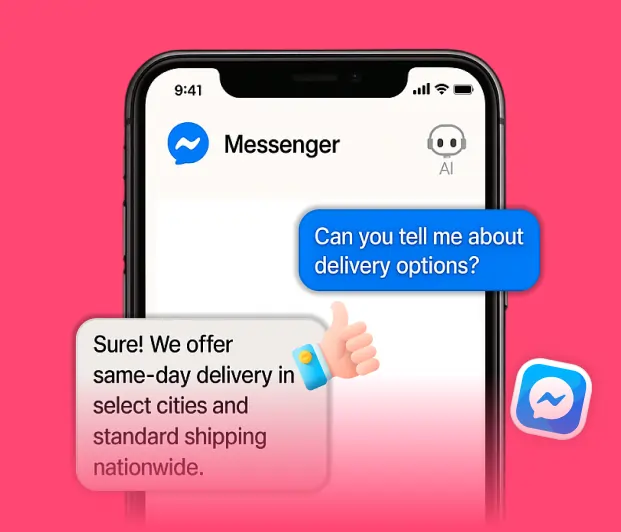 9:41
Messenger
AI
Can you tell me about
delivery options?
Sure! We offer
same-day delivery in
select cities and
standard shipping
nationwide.